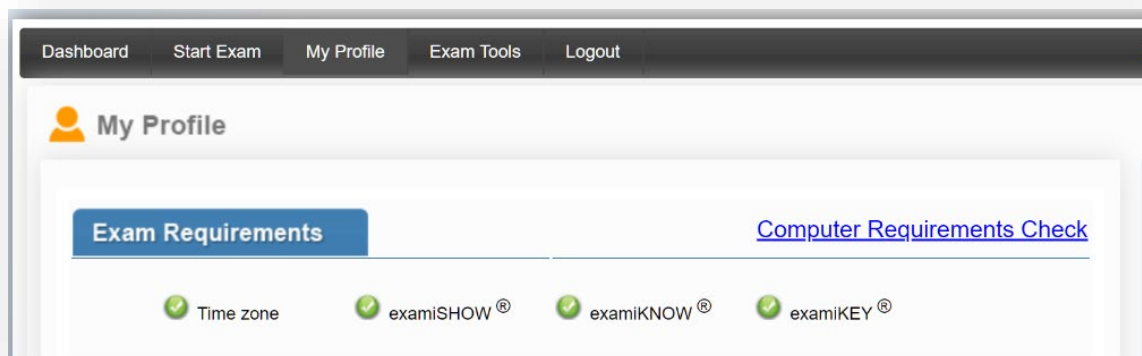 Dashboard Start Exam My Profile Exam Tools Logout
My Profile
Exam Requirements Computer Requirements Check
Time zone examiSHOW® examiKNOW® examiKEY®